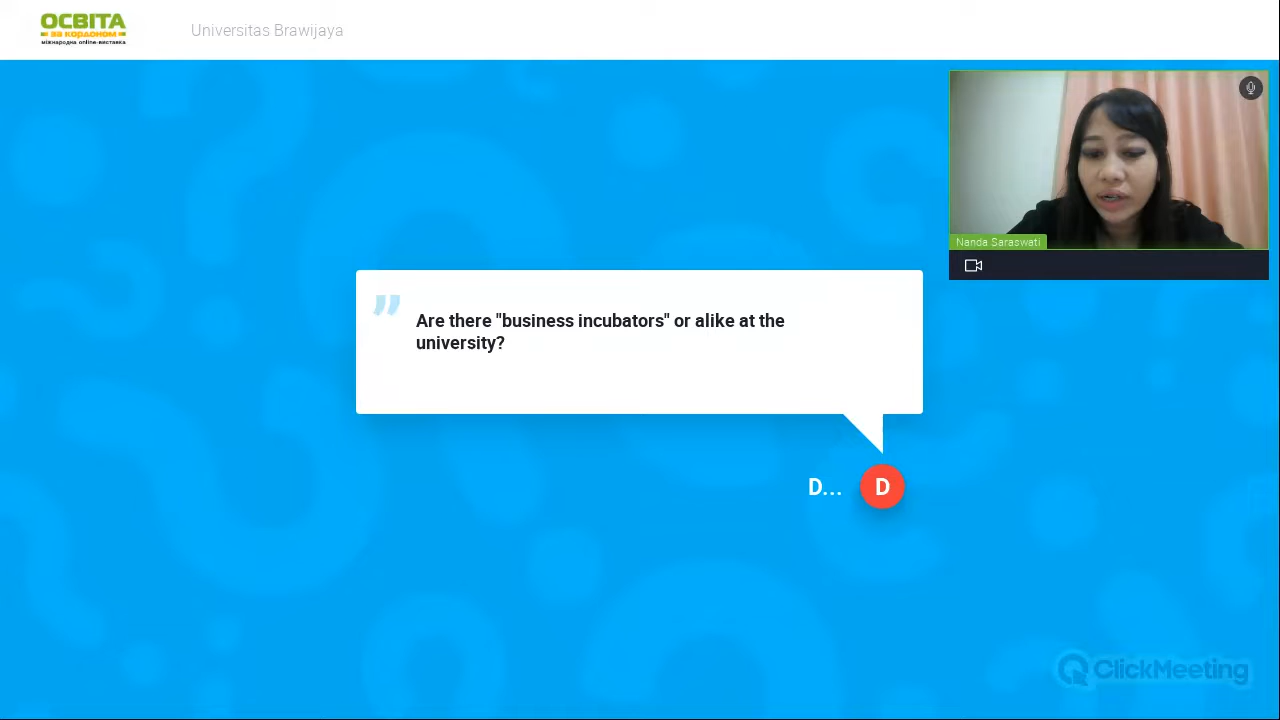 ОСВІТА
за кордоном
міжнародна online-виставка
Universitas Brawijaya
Nanda Saraswati
Are there "business incubators" or alike at the
university?
D...
D
ClickMeeting